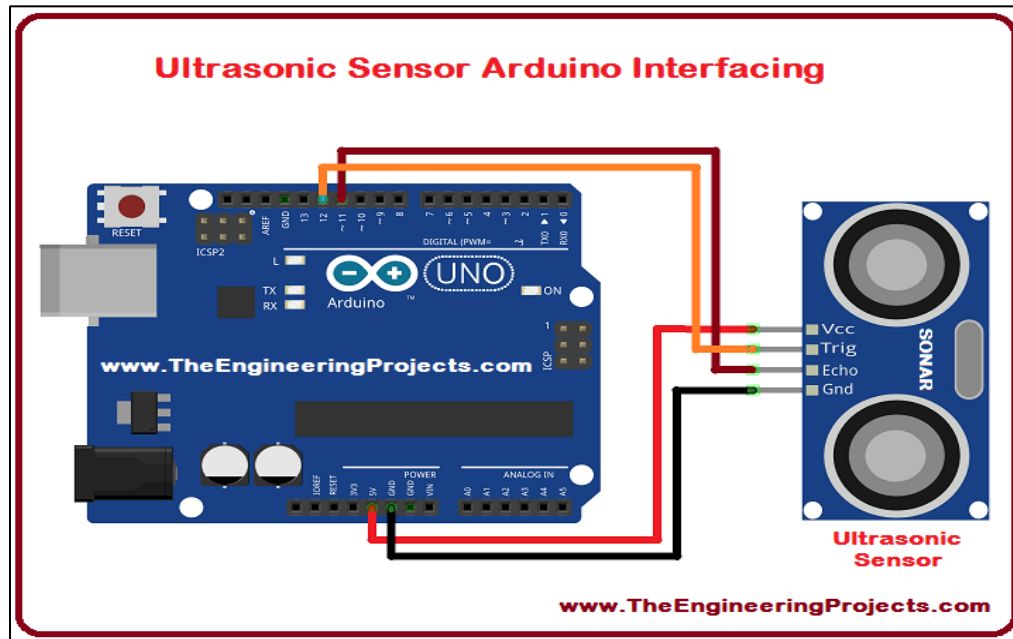 Ultrasonic Sensor Arduino Interfacing
RESET
ICSP2
AREF
GND
13
12
~11
~10
~9
8
7
~6
~5
4
~3
2
TX0 ▶ 1
RX0 ◀ 0
DIGITAL (PWM= ~)
L
TX
RX
Arduino
TM
UNO
ON
1
ICSP
www.TheEngineeringProjects.com
Vcc
Trig
Echo
Gnd
SONAR
POWER
ANALOG IN
IOREF
RESET
3V3
5V
GND
GND
VIN
A0
A1
A2
A3
A4
A5
Ultrasonic
Sensor
www.TheEngineeringProjects.com